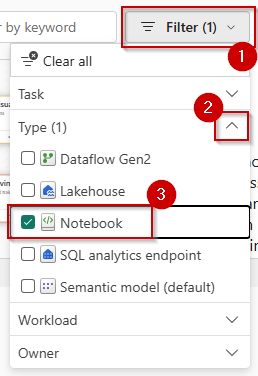 r by keyword
Filter (1)
1
Clear all
Task
2
Type (1)
Dataflow Gen2
Lakehouse
3
Notebook
SQL analytics endpoint
Semantic model (default)
Workload
Owner